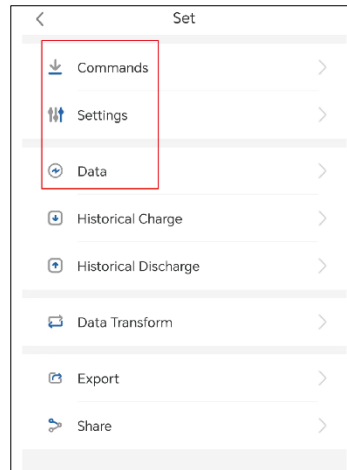 Set
Commands
Settings
Data
Historical Charge
Historical Discharge
Data Transform
Export
Share